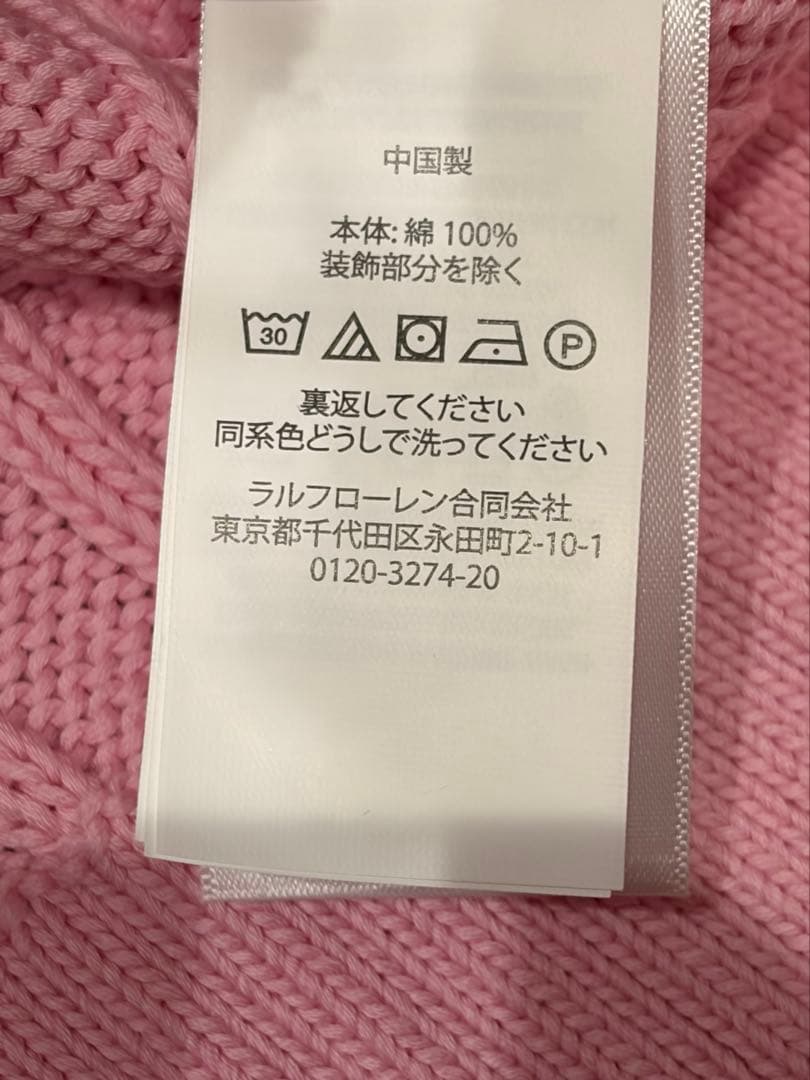 中国製
本体: 綿 100%
装飾部分を除く
30 P
裏返してください
同系色どうしで洗ってください
ラルフローレン合同会社
東京都千代田区永田町2-10-1
0120-3274-20